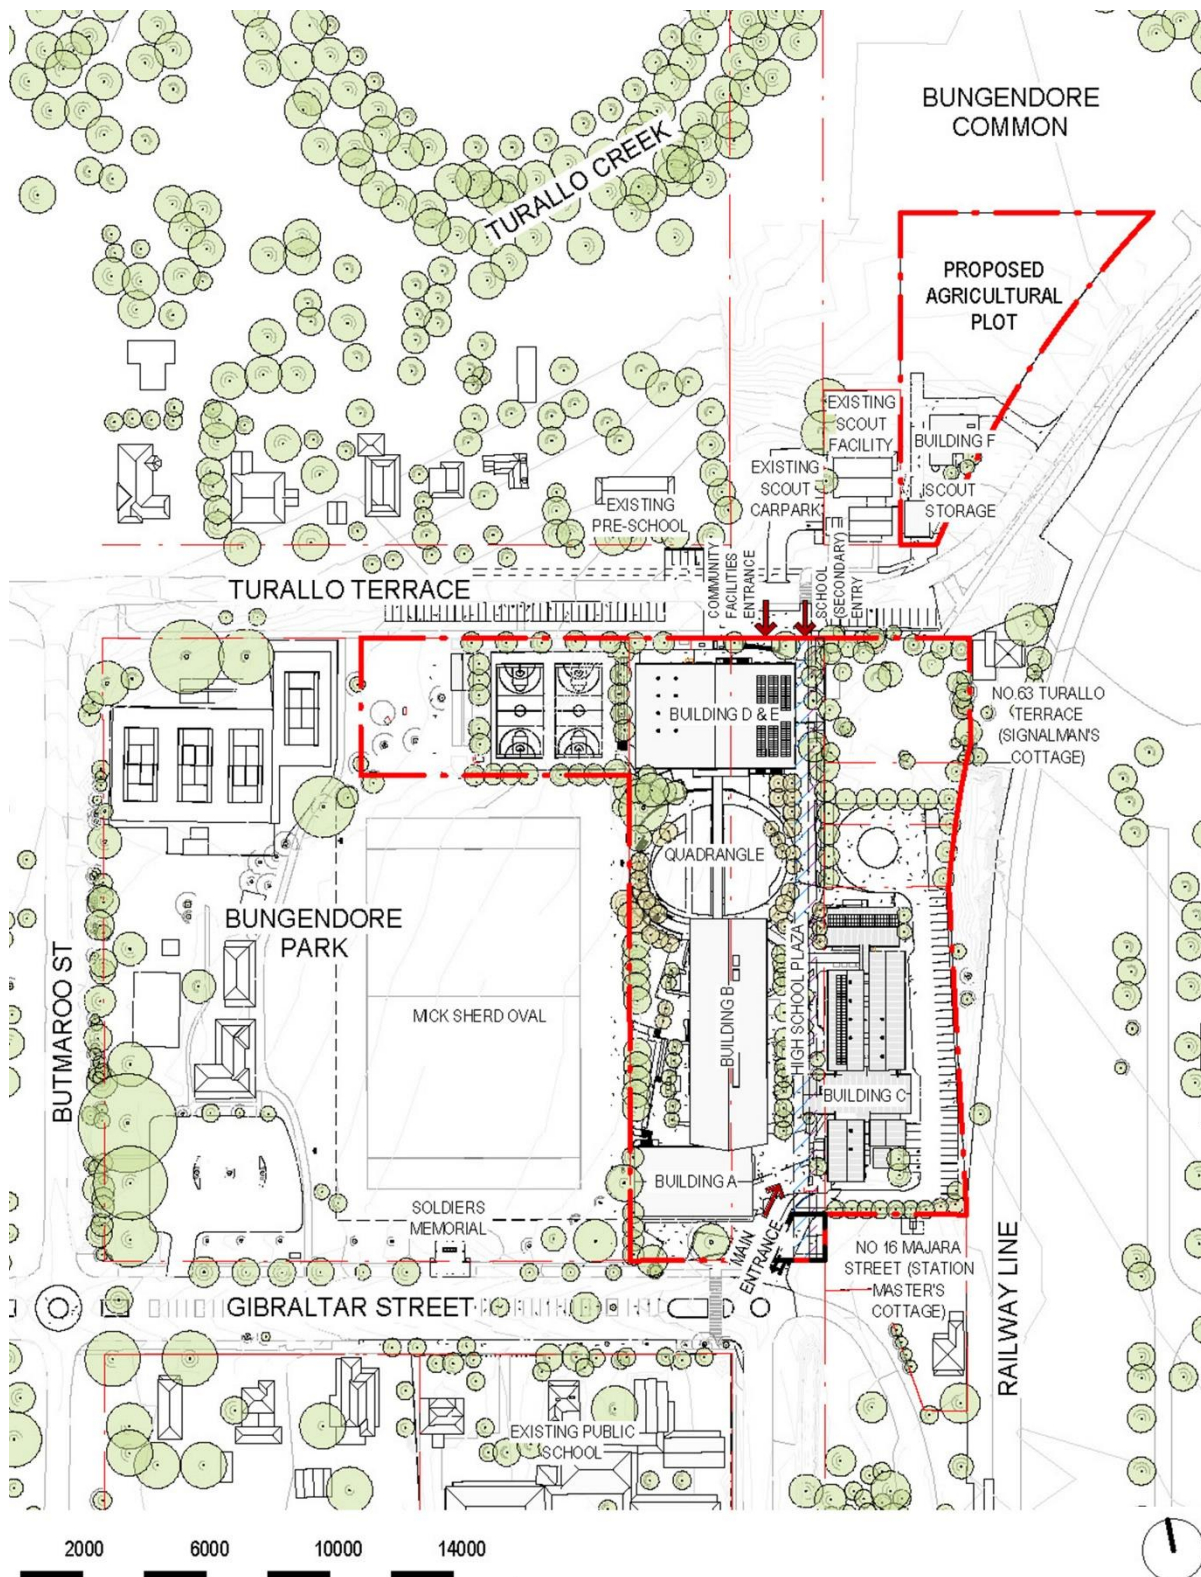 BUNGENDORE
COMMON
TURALLO CREEK
PROPOSED
AGRICULTURAL
PLOT
EXISTING
SCOUT
FACILITY
BUILDING F
EXISTING
SCOUT
CARPARK
SCOUT
STORAGE
EXISTING
PRE-SCHOOL
TURALLO TERRACE
COMMUNITY
FACILITIES
ENTRANCE
SCHOOL
(SECONDARY)
ENTRY
BUILDING D & E
NO.63 TURALLO
TERRACE
(SIGNALMAN'S
COTTAGE)
QUADRANGLE
BUNGENDORE
PARK
BUTMAROO ST
MICK SHERD OVAL
BUILDING B
HIGH SCHOOL PLAZA
BUILDING C
BUILDING A
SOLDIERS
MEMORIAL
MAIN
ENTRANCE
NO 16 MAJARA
STREET (STATION
MASTER'S
COTTAGE)
RAILWAY LINE
GIBRALTAR STREET
EXISTING PUBLIC
SCHOOL
2000 6000 10000 14000